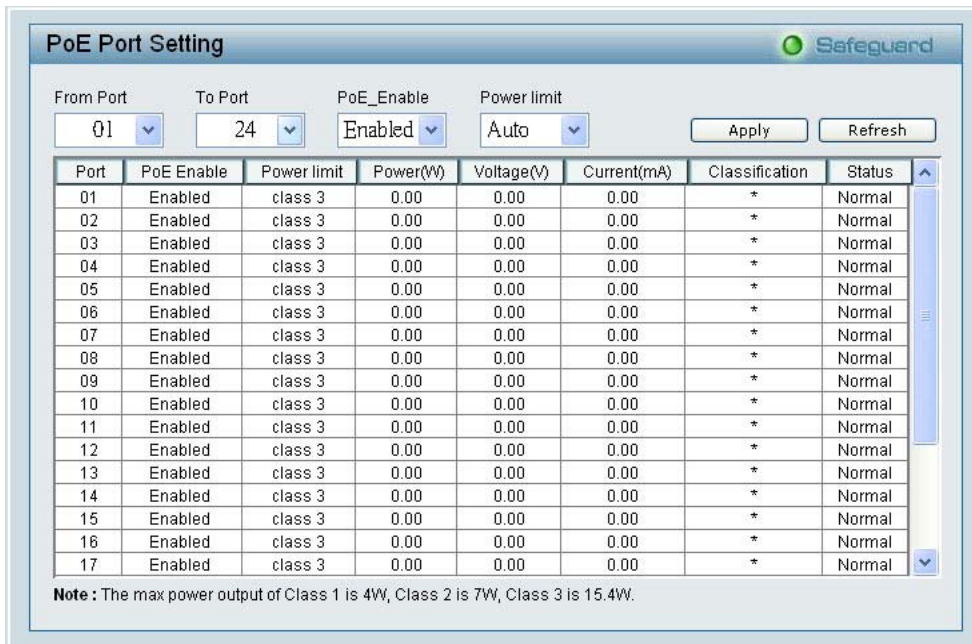 PoE Port Setting
Safeguard
From Port To Port PoE_Enable Power limit
01 24 Enabled Auto Apply Refresh
Port PoE Enable Power limit Power(W) Voltage(V) Current(mA) Classification Status
01 Enabled class 3 0.00 0.00 0.00 * Normal
02 Enabled class 3 0.00 0.00 0.00 * Normal
03 Enabled class 3 0.00 0.00 0.00 * Normal
04 Enabled class 3 0.00 0.00 0.00 * Normal
05 Enabled class 3 0.00 0.00 0.00 * Normal
06 Enabled class 3 0.00 0.00 0.00 * Normal
07 Enabled class 3 0.00 0.00 0.00 * Normal
08 Enabled class 3 0.00 0.00 0.00 * Normal
09 Enabled class 3 0.00 0.00 0.00 * Normal
10 Enabled class 3 0.00 0.00 0.00 * Normal
11 Enabled class 3 0.00 0.00 0.00 * Normal
12 Enabled class 3 0.00 0.00 0.00 * Normal
13 Enabled class 3 0.00 0.00 0.00 * Normal
14 Enabled class 3 0.00 0.00 0.00 * Normal
15 Enabled class 3 0.00 0.00 0.00 * Normal
16 Enabled class 3 0.00 0.00 0.00 * Normal
17 Enabled class 3 0.00 0.00 0.00 * Normal
Note : The max power output of Class 1 is 4W, Class 2 is 7W, Class 3 is 15.4W.